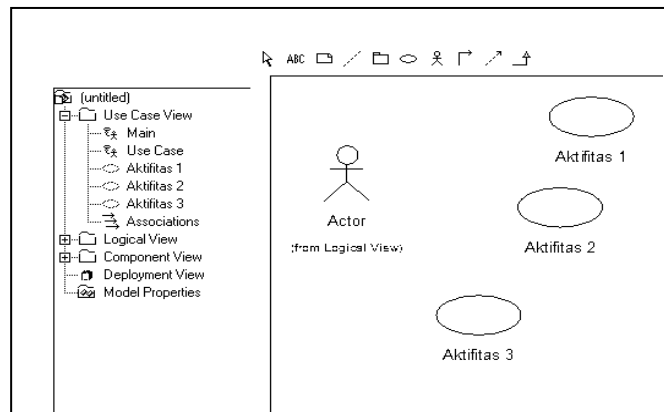 ABC
(untitled)
Use Case View
Main
Use Case
Aktifitas 1
Aktifitas 2
Aktifitas 3
Associations
Logical View
Component View
Deployment View
Model Properties
Actor
(from Logical View)
Aktifitas 1
Aktifitas 2
Aktifitas 3